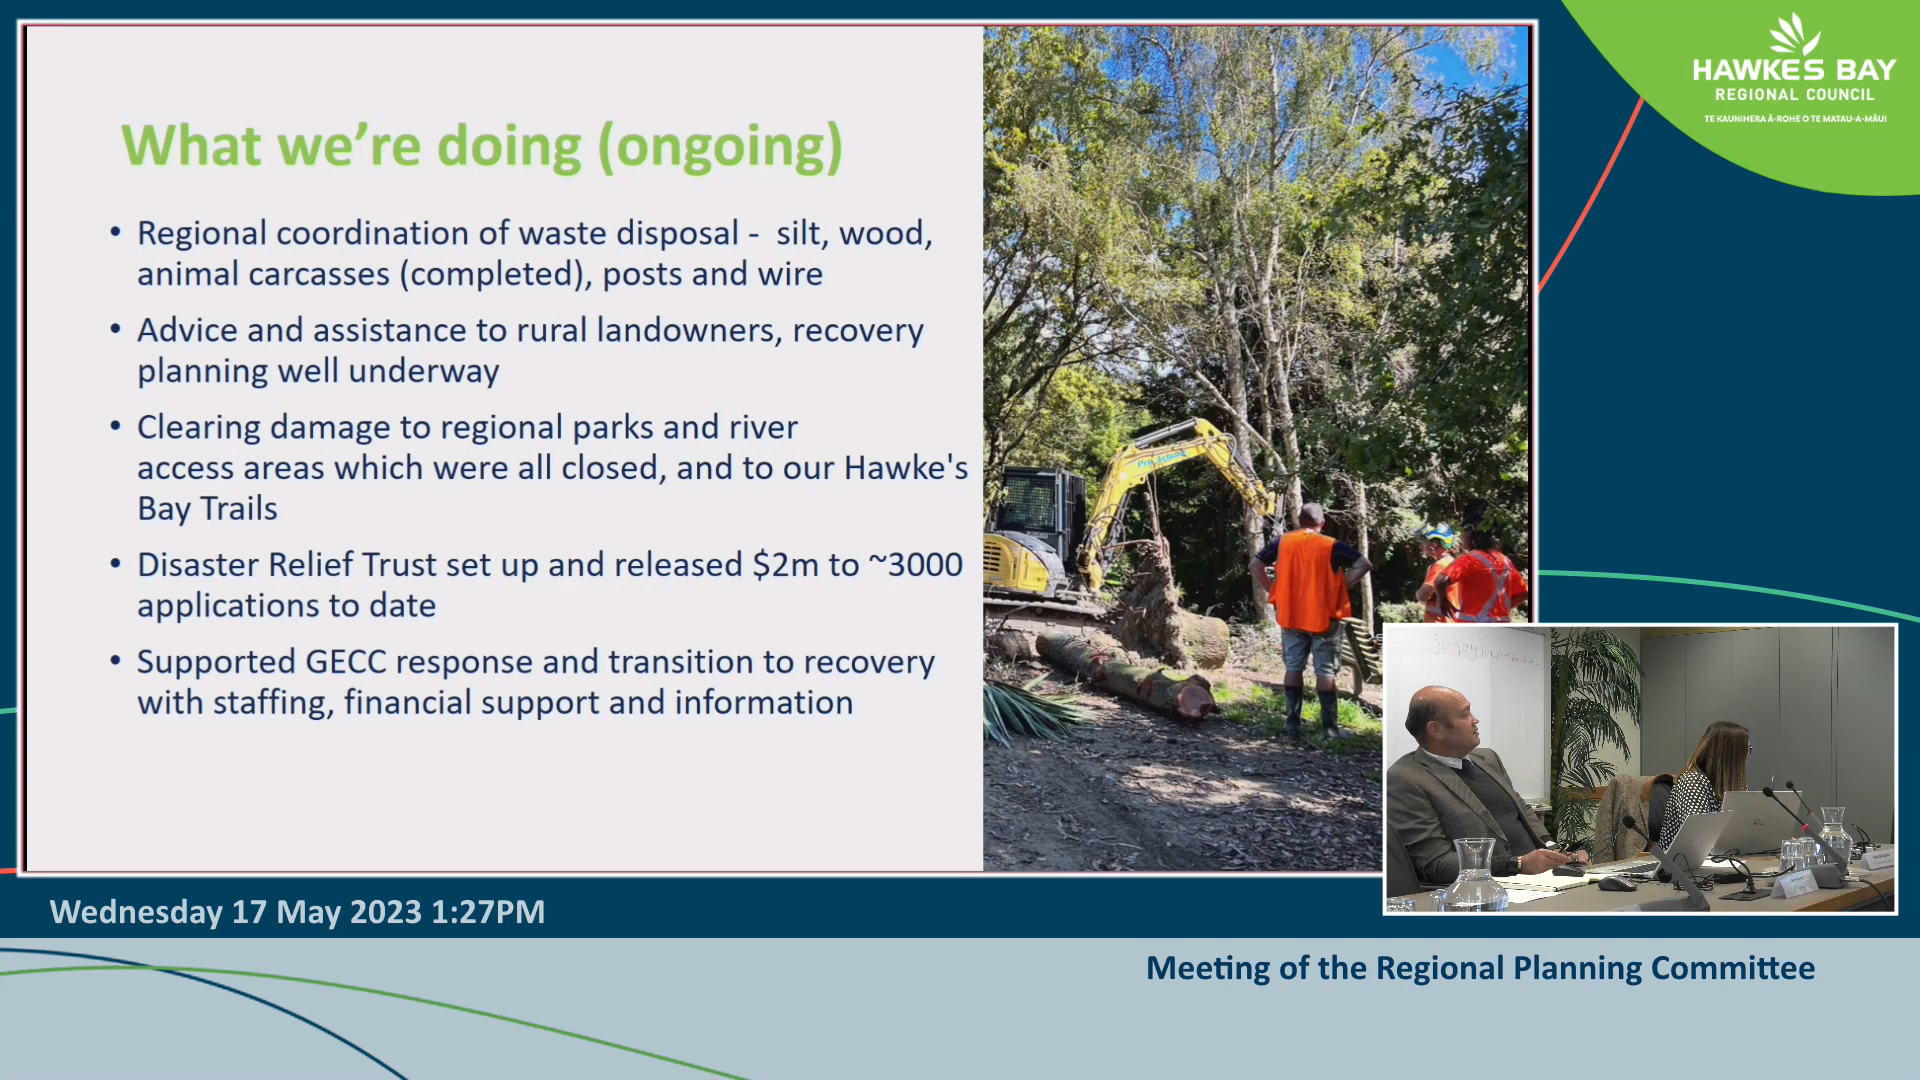 HAWKE'S BAY
REGIONAL COUNCIL
TE KAUNIHERA Ā-ROHE O TE MATAU-A-MĀUI
What we're doing (ongoing)
• Regional coordination of waste disposal - silt, wood,
animal carcasses (completed), posts and wire
• Advice and assistance to rural landowners, recovery
planning well underway
• Clearing damage to regional parks and river
access areas which were all closed, and to our Hawke's
Bay Trails
• Disaster Relief Trust set up and released $2m to ~3000
applications to date
• Supported GECC response and transition to recovery
with staffing, financial support and information
Wednesday 17 May 2023 1:27PM
Meeting of the Regional Planning Committee